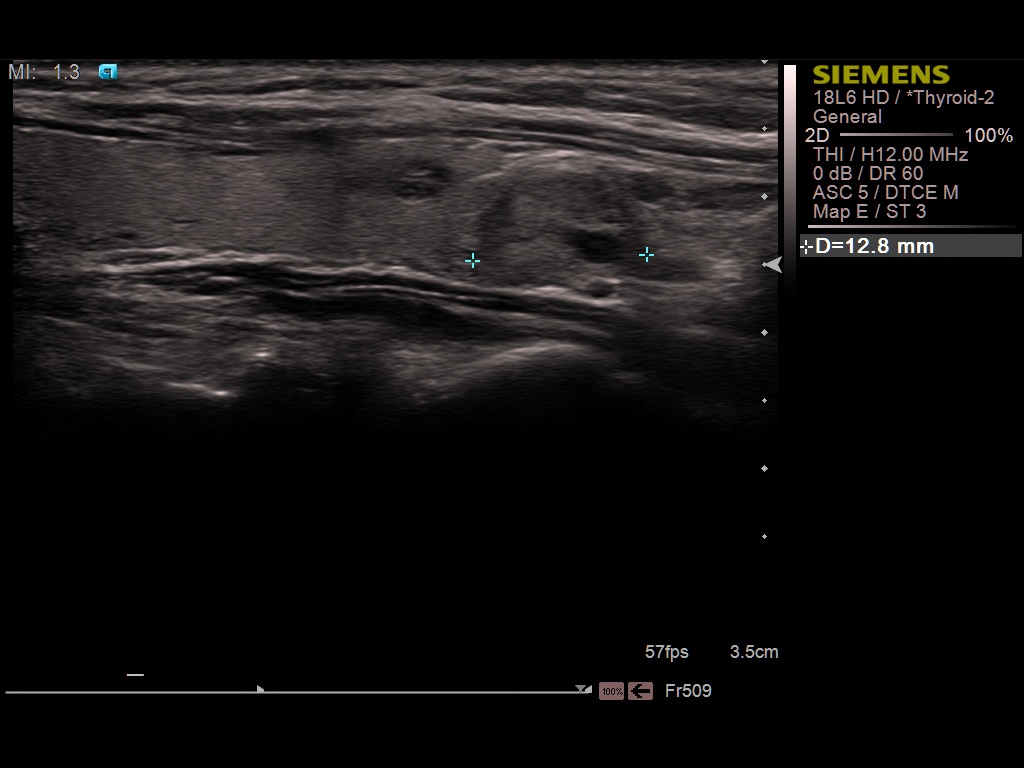 MI: 1.3
SIEMENS
18L6 HD / *Thyroid-2
General
2D 100%
THI / H12.00 MHz
0 dB / DR 60
ASC 5 / DTCE M
Map E / ST 3
D=12.8 mm
57fps 3.5cm
100% Fr509